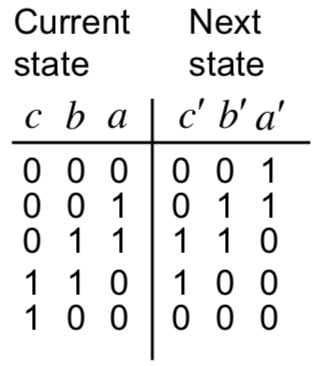 Current Next
state state
c b a c' b' a'
0 0 0 0 0 1
0 0 1 0 1 1
0 1 1 1 1 0
1 1 0 1 0 0
1 0 0 0 0 0